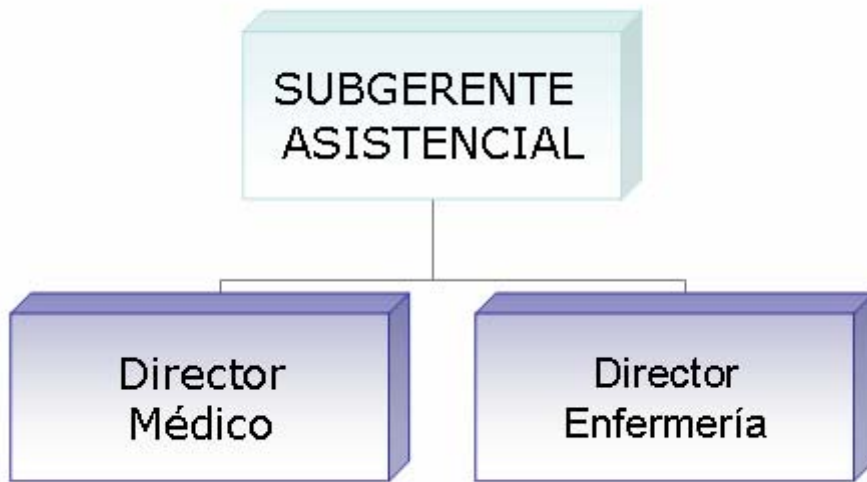 SUBGERENTE
ASISTENCIAL
Director
Médico
Director
Enfermería